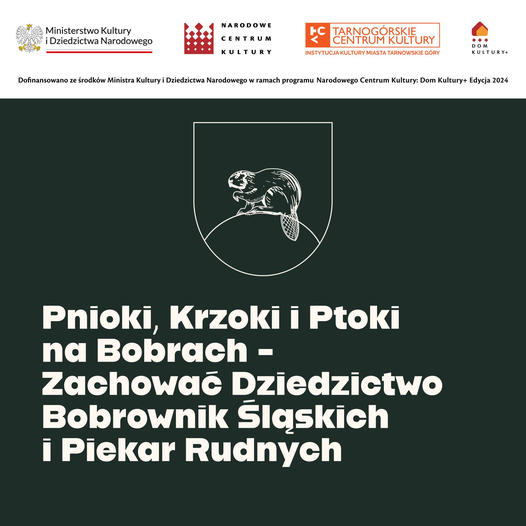 Ministerstwo Kultury
i Dziedzictwa Narodowego
NARODOWE
CENTRUM
KULTURY
TARNOGÓRSKIE
CENTRUM KULTURY
INSTYTUCJA KULTURY MIASTA TARNOWSKIE GÓRY
DOM
KULTURY+
Dofinansowano ze środków Ministra Kultury i Dziedzictwa Narodowego w ramach programu Narodowego Centrum Kultury: Dom Kultury+ Edycja 2024
Pnioki, Krzoki i Ptoki
na Bobrach –
Zachować Dziedzictwo
Bobrownik Śląskich
i Piekar Rudnych